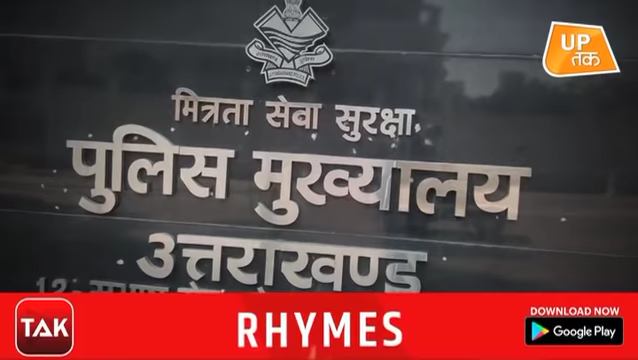 UP
तक
मित्रता सेवा सुरक्षा
पुलिस मुख्यालय
उत्तराखण्ड
TAK
RHYMES
DOWNLOAD NOW
Google Play